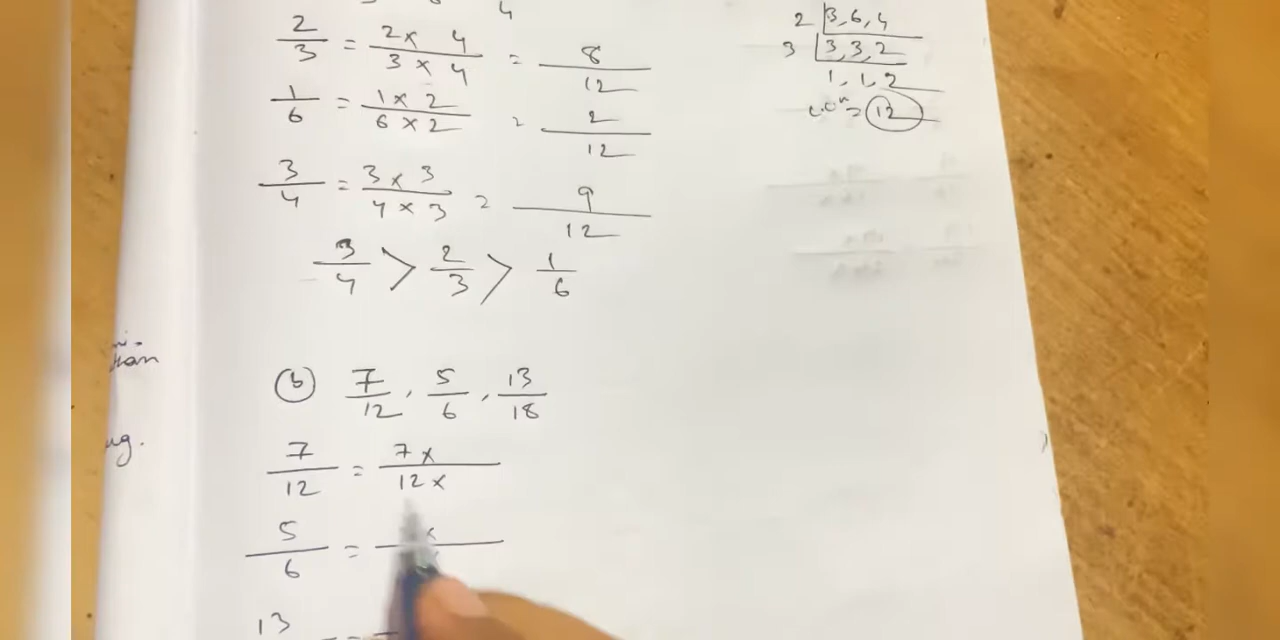 4
2/3 = 2 x 4 / 3 x 4 = 8/12
1/6 = 1 x 2 / 6 x 2 = 2/12
3/4 = 3 x 3 / 4 x 3 = 9/12
3/4 > 2/3 > 1/6
2 | 3, 6, 4
3 | 3, 3, 2
1, 1, 2
12
(b) 7/12, 5/6, 13/18
7/12 = 7 x / 12 x
5/6 = x
13 =